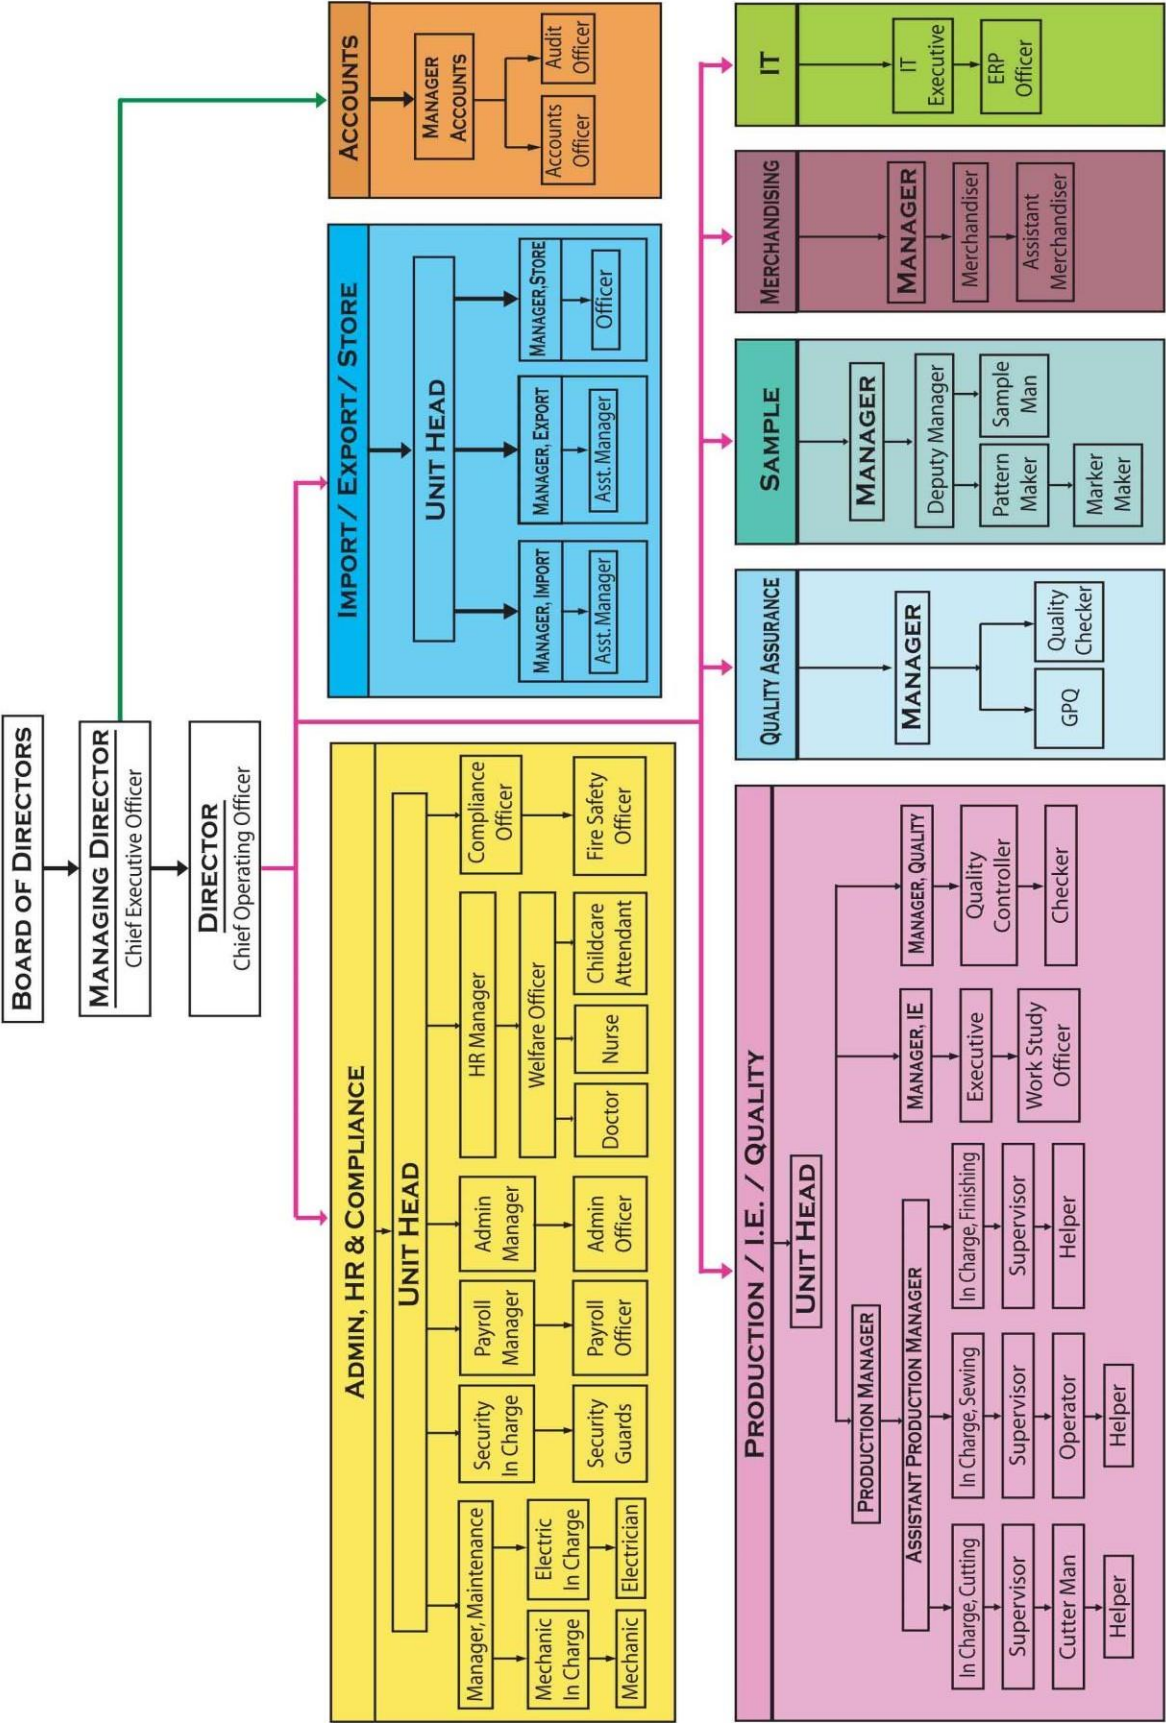 BOARD OF DIRECTORS
MANAGING DIRECTOR
Chief Executive Officer
DIRECTOR
Chief Operating Officer
ADMIN, HR & COMPLIANCE
UNIT HEAD
Manager, Maintenance
Mechanic
In Charge
Mechanic
Electric
In Charge
Electrician
Security
In Charge
Security
Guards
Payroll
Manager
Payroll
Officer
Admin
Manager
Admin
Officer
HR Manager
Welfare Officer
Doctor
Nurse
Childcare
Attendant
Compliance
Officer
Fire Safety
Officer
IMPORT/ EXPORT/ STORE
UNIT HEAD
MANAGER, IMPORT
Asst. Manager
MANAGER, EXPORT
Asst. Manager
MANAGER,STORE
Officer
ACCOUNTS
MANAGER
ACCOUNTS
Accounts
Officer
Audit
Officer
PRODUCTION / I.E. / QUALITY
UNIT HEAD
PRODUCTION MANAGER
ASSISTANT PRODUCTION MANAGER
In Charge, Cutting
Supervisor
Cutter Man
Helper
In Charge, Sewing
Supervisor
Operator
Helper
In Charge, Finishing
Supervisor
Helper
MANAGER, IE
Executive
Work Study
Officer
MANAGER, QUALITY
Quality
Controller
Checker
QUALITY ASSURANCE
MANAGER
GPQ
Quality
Checker
SAMPLE
MANAGER
Deputy Manager
Pattern
Maker
Marker
Maker
Sample
Man
MERCHANDISING
MANAGER
Merchandiser
Assistant
Merchandiser
IT
IT
Executive
ERP
Officer